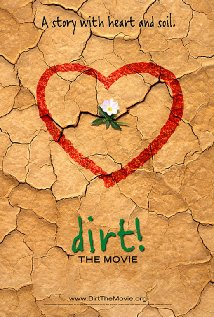 A story with heart and soil.
dirt!
THE MOVIE
www.DirtTheMovie.org